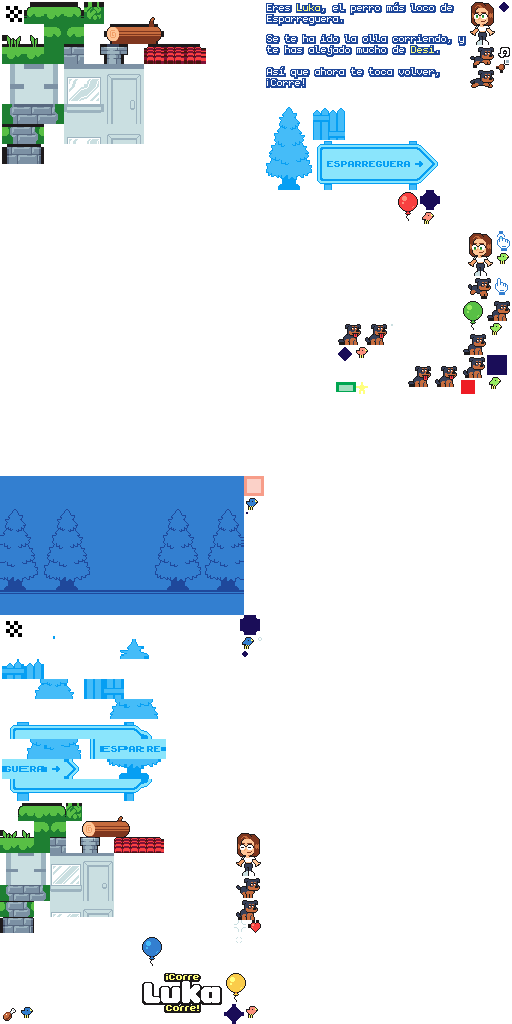 Eres Luka, el perro más loco de
Esparreguera.
Se te ha ido la olla corriendo, y
te has alejado mucho de Desi.
Así que ahora te toca volver,
¡Corre!
ESPARREGUERA →
ESPARRE
GUERA →
¡Corre
Luka
Corre!